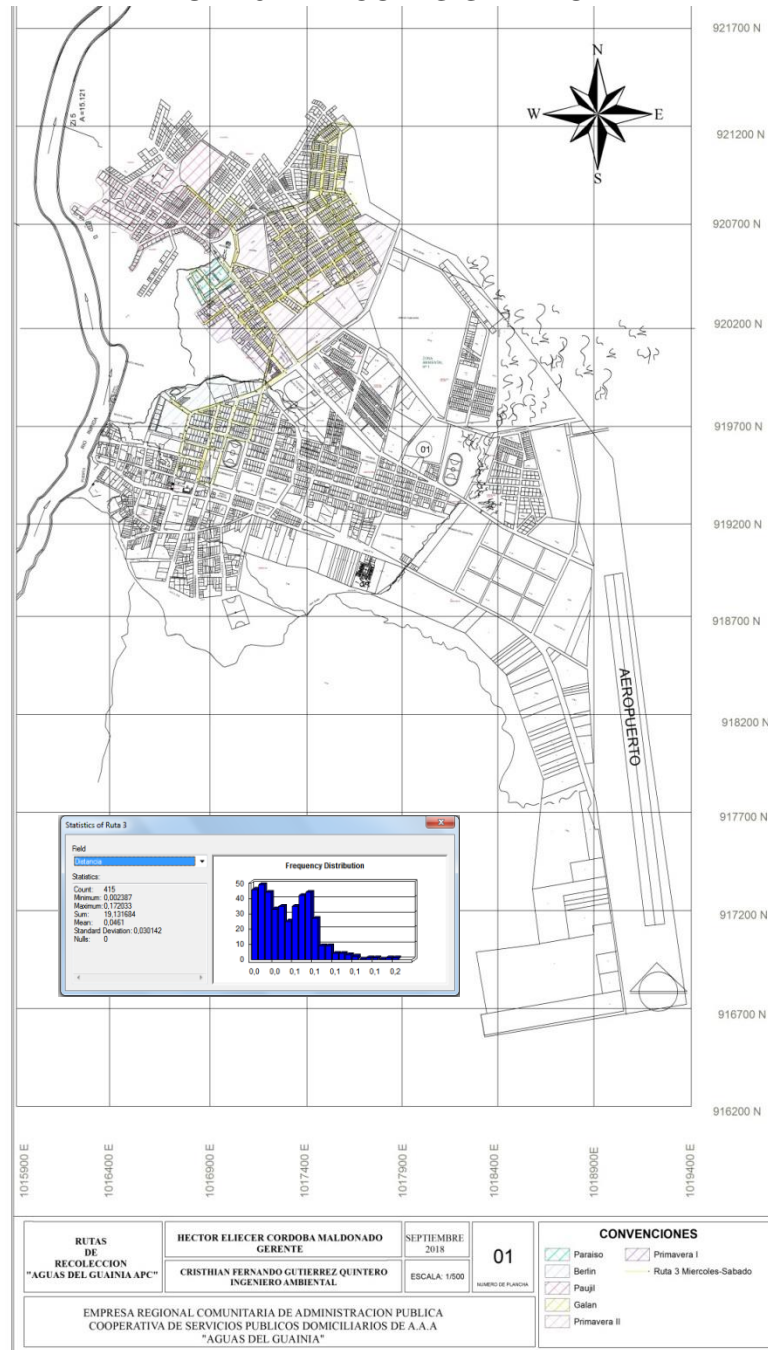 921700 N
N
W
E
S
921200 N
920700 N
920200 N
919700 N
01
919200 N
918700 N
AEROPUERTO
918200 N
917700 N
917200 N
916700 N
916200 N
Statistics of Ruta 3
Field
Distancia
Statistics:
Count: 415
Minimum: 0,002387
Maximum: 0,172033
Sum: 19,131684
Mean: 0,0461
Standard Deviation: 0,030142
Nulls: 0
Frequency Distribution
50
40
30
20
10
0
0,0 0,0 0,1 0,1 0,1 0,1 0,2
1015900 E
1016400 E
1016900 E
1017400 E
1017900 E
1018400 E
1018900E
1019400 E
RUTAS
DE
RECOLECCION
"AGUAS DEL GUAINIA APC"
HECTOR ELIECER CORDOBA MALDONADO
GERENTE
CRISTHIAN FERNANDO GUTIERREZ QUINTERO
INGENIERO AMBIENTAL
SEPTIEMBRE
2018
ESCALA: 1/500
01
NUMERO DE PLANCHA
EMPRESA REGIONAL COMUNITARIA DE ADMINISTRACION PUBLICA
COOPERATIVA DE SERVICIOS PUBLICOS DOMICILIARIOS DE A.A.A
"AGUAS DEL GUAINIA"
CONVENCIONES
Paraiso
Berlin
Paujil
Galan
Primavera II
Primavera I
Ruta 3 Miercoles-Sabado